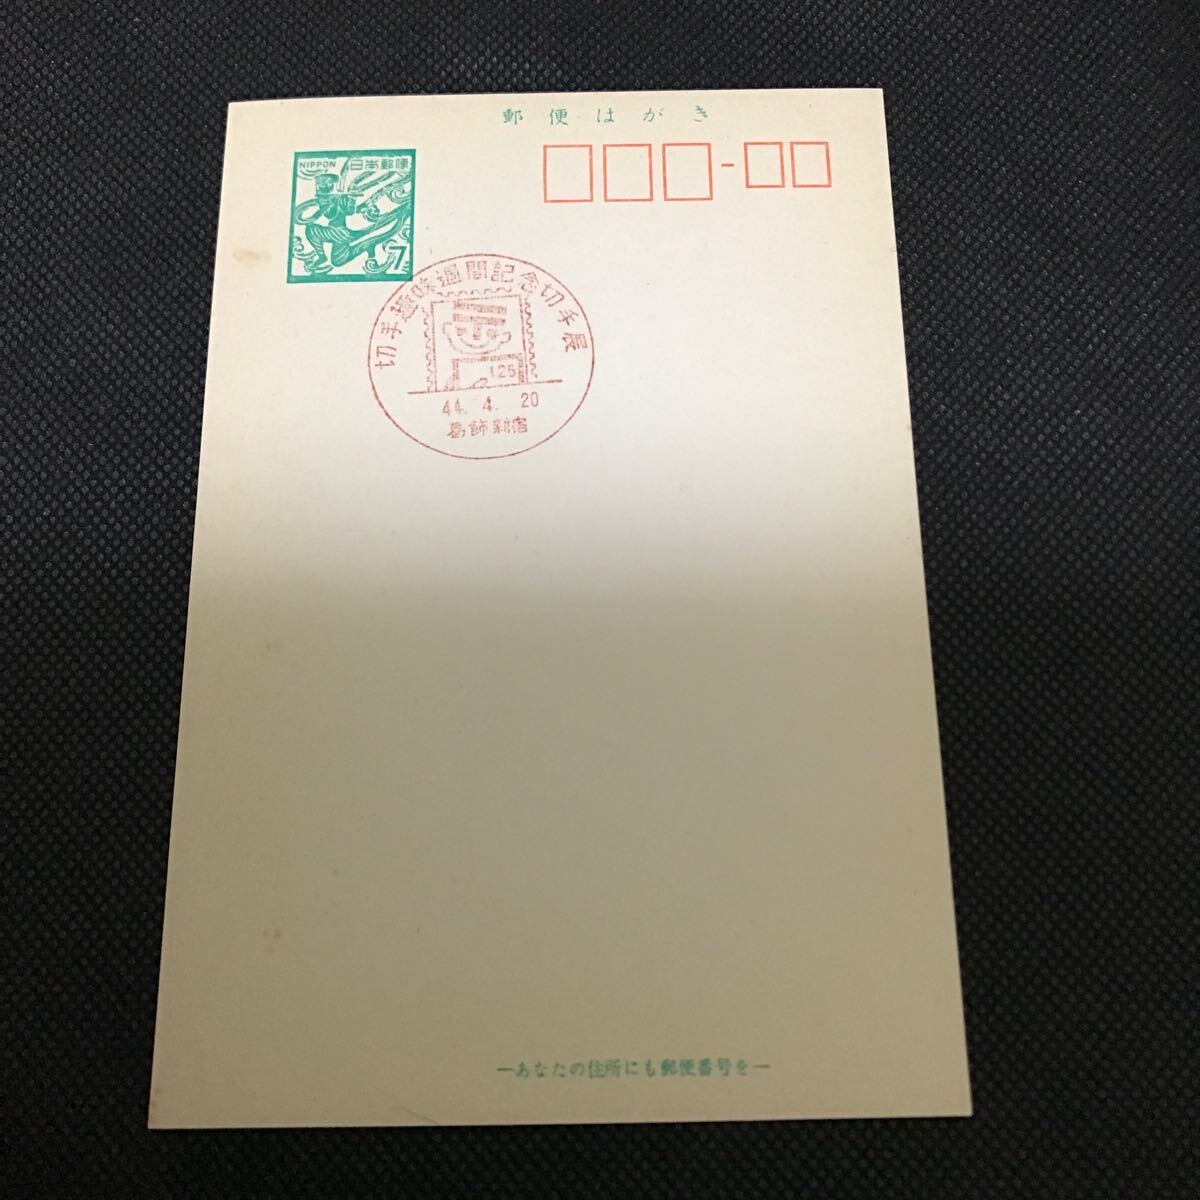 郵便はがき
NIPPON 日本郵便
7
切手趣味週間記念切手展
125
44. 4. 20
葛飾新宿
―あなたの住所にも郵便番号を―